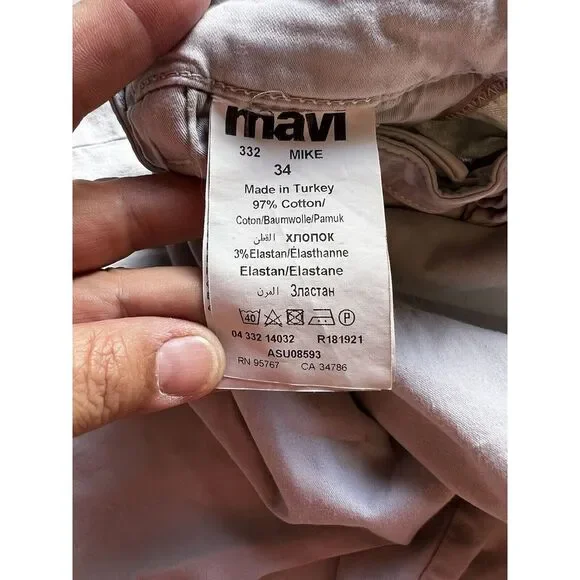 mavi
332 MIKE
34
Made in Turkey
97% Cotton/
Coton/Baumwolle/Pamuk
القطن хлопок
3%Elastan/Élasthanne
Elastan/Elastane
المرن Эластан
40 P
04 332 14032 R181921
ASU08593
RN 95767 CA 34786